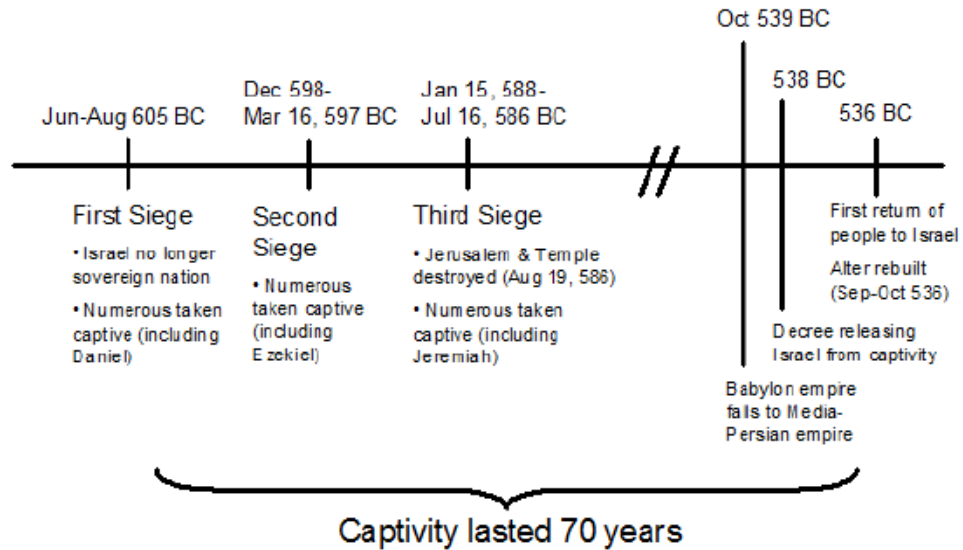 Oct 539 BC
538 BC
536 BC
Dec 598-
Mar 16, 597 BC
Jan 15, 588-
Jul 16, 586 BC
Jun-Aug 605 BC
First Siege
• Israel no longer
sovereign nation
• Numerous taken
captive (including
Daniel)
Second
Siege
• Numerous
taken captive
(including
Ezekiel)
Third Siege
• Jerusalem & Temple
destroyed (Aug 19, 586)
• Numerous taken
captive (including
Jeremiah)
First return of
people to Israel
Alter rebuilt
(Sep-Oct 536)
Decree releasing
Israel from captivity
Babylon empire
falls to Media-
Persian empire
Captivity lasted 70 years